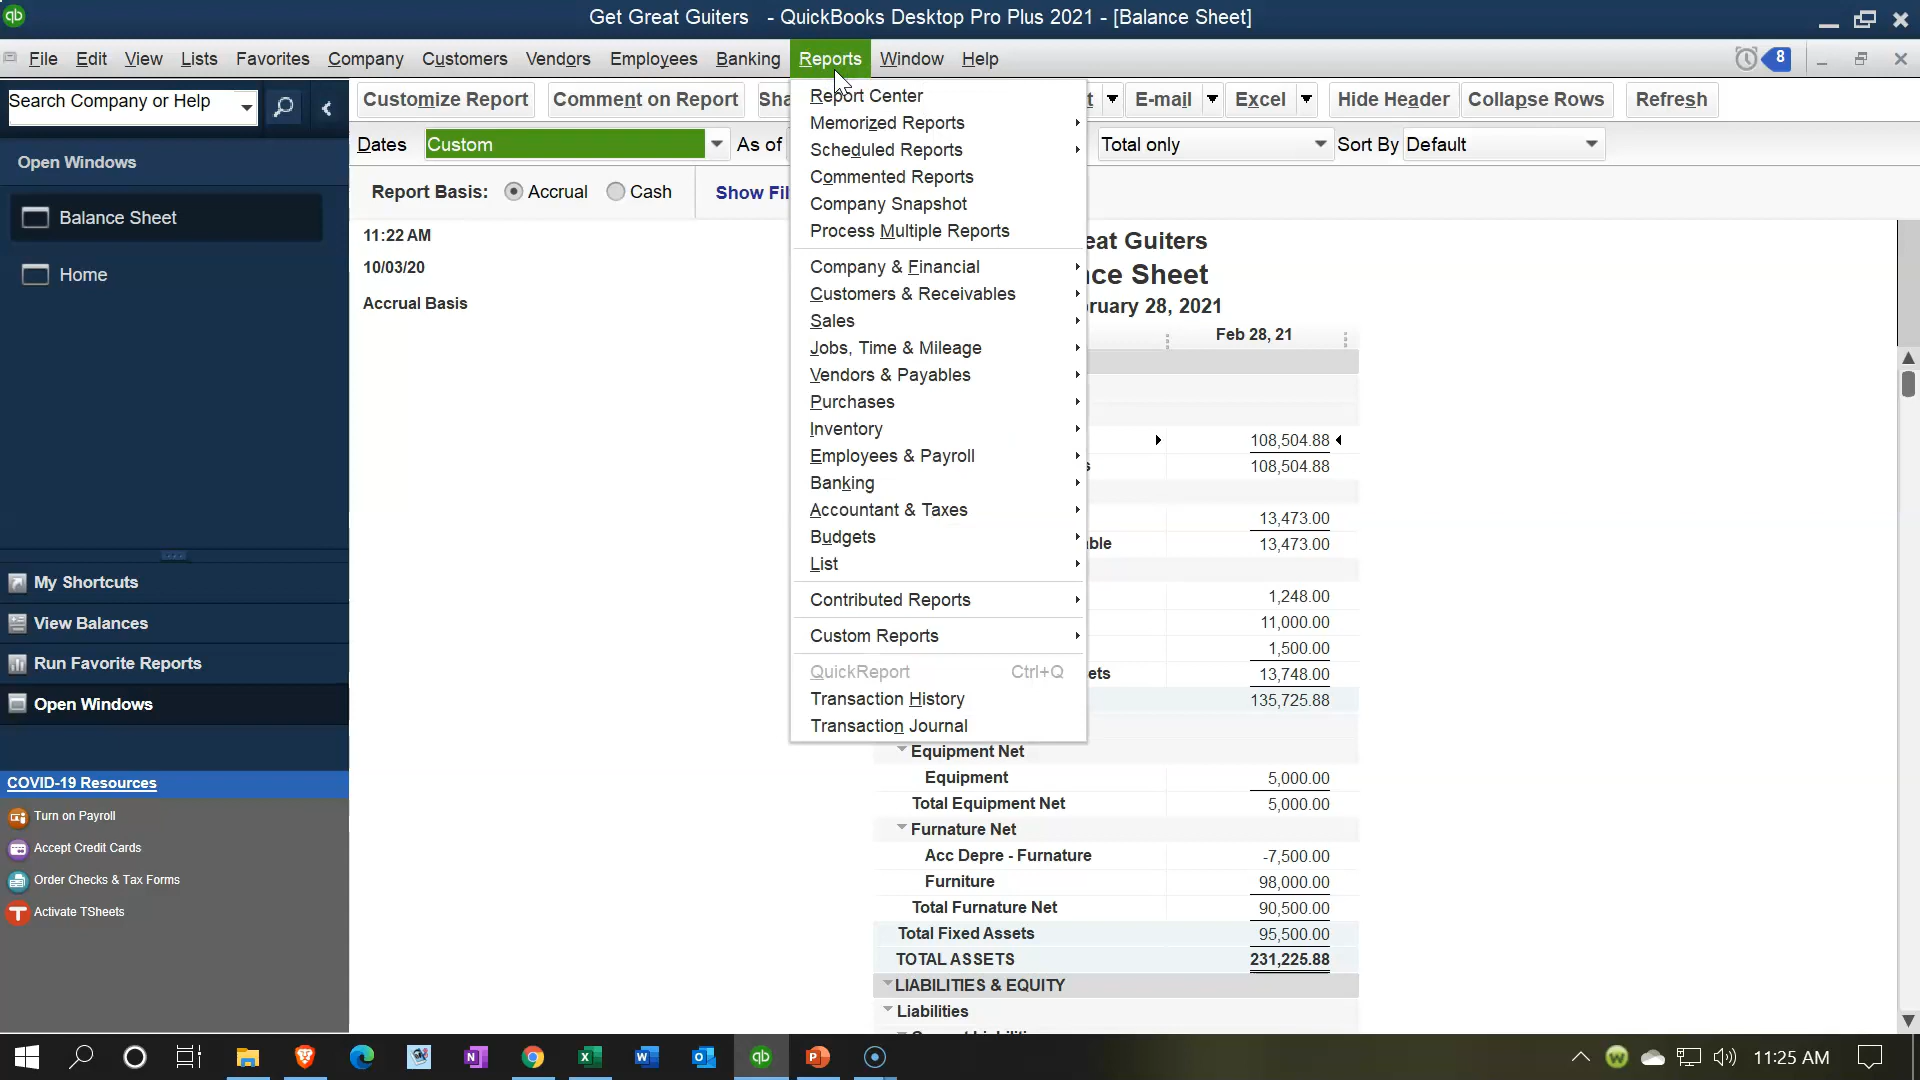 qb
Get Great Guiters - QuickBooks Desktop Pro Plus 2021 - [Balance Sheet]
File Edit View Lists Favorites Company Customers Vendors Employees Banking Reports Window Help
8
Search Company or Help
Customize Report Comment on Report Sha t E-mail Excel Hide Header Collapse Rows Refresh
Dates Custom As of Total only Sort By Default
Report Basis: Accrual Cash Show Fil
Open Windows
Balance Sheet
Home
My Shortcuts
View Balances
Run Favorite Reports
Open Windows
COVID-19 Resources
Turn on Payroll
Accept Credit Cards
Order Checks & Tax Forms
Activate TSheets
11:22 AM
10/03/20
Accrual Basis
Report Center
Memorized Reports
Scheduled Reports
Commented Reports
Company Snapshot
Process Multiple Reports
Company & Financial
Customers & Receivables
Sales
Jobs, Time & Mileage
Vendors & Payables
Purchases
Inventory
Employees & Payroll
Banking
Accountant & Taxes
Budgets
List
Contributed Reports
Custom Reports
QuickReport Ctrl+Q
Transaction History
Transaction Journal
eat Guiters
ce Sheet
ruary 28, 2021
Feb 28, 21
108,504.88
s 108,504.88
13,473.00
ble 13,473.00
1,248.00
11,000.00
1,500.00
ets 13,748.00
135,725.88
Equipment Net
Equipment 5,000.00
Total Equipment Net 5,000.00
Furnature Net
Acc Depre - Furnature -7,500.00
Furniture 98,000.00
Total Furnature Net 90,500.00
Total Fixed Assets 95,500.00
TOTAL ASSETS 231,225.88
LIABILITIES & EQUITY
Liabilities
11:25 AM